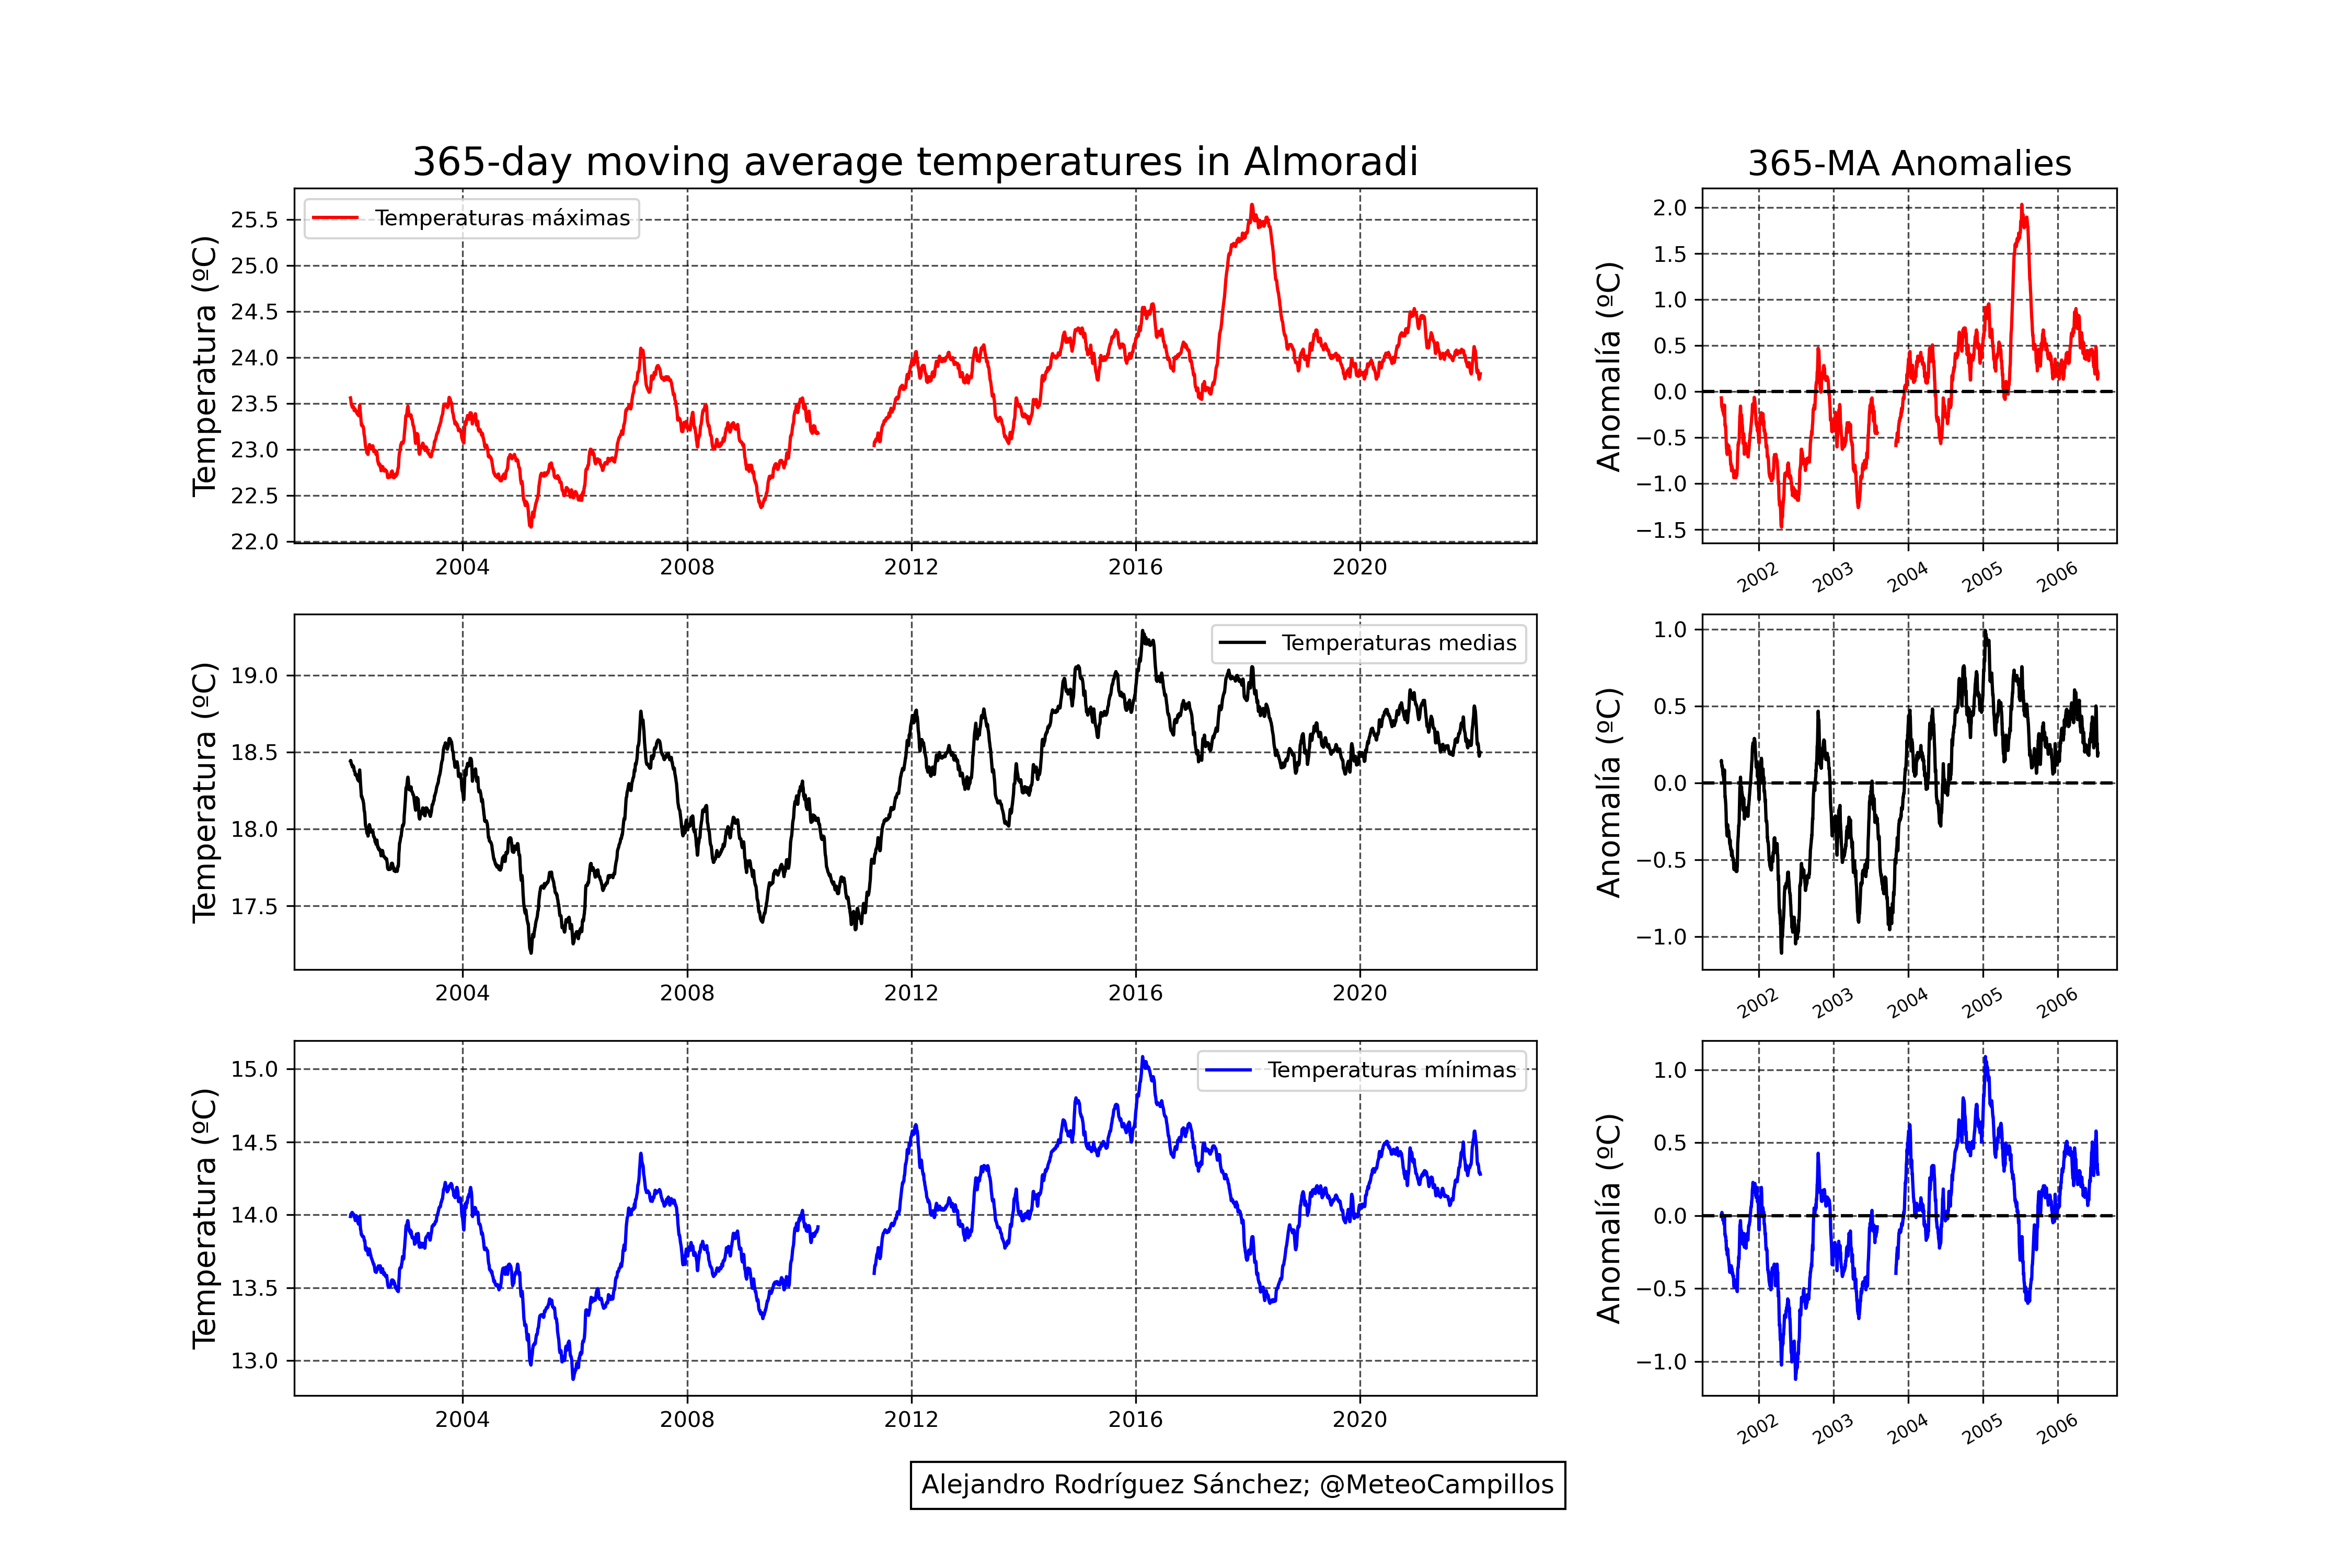 365-day moving average temperatures in Almoradi
365-MA Anomalies
Temperatura (ºC)
25.5
25.0
24.5
24.0
23.5
23.0
22.5
22.0
Temperaturas máximas
2004 2008 2012 2016 2020
Anomalía (ºC)
2.0
1.5
1.0
0.5
0.0
−0.5
−1.0
−1.5
2002 2003 2004 2005 2006
Temperatura (ºC)
19.0
18.5
18.0
17.5
Temperaturas medias
2004 2008 2012 2016 2020
Anomalía (ºC)
1.0
0.5
0.0
−0.5
−1.0
2002 2003 2004 2005 2006
Temperatura (ºC)
15.0
14.5
14.0
13.5
13.0
Temperaturas mínimas
2004 2008 2012 2016 2020
Anomalía (ºC)
1.0
0.5
0.0
−0.5
−1.0
2002 2003 2004 2005 2006
Alejandro Rodríguez Sánchez; @MeteoCampillos